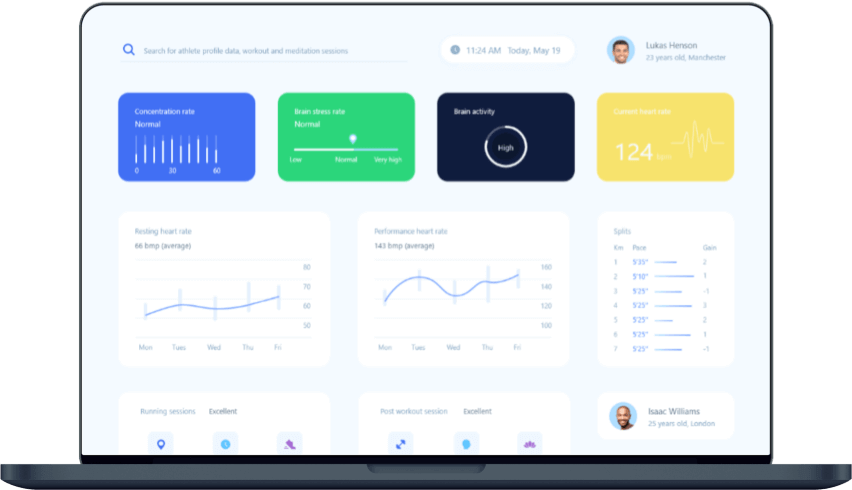 Search for athlete profile data, workout and meditation sessions
11:24 AM Today, May 19
Lukas Henson
23 years old, Manchester
Concentration rate
Normal
0 30 60
Brain stress rate
Normal
Low Normal Very high
Brain activity
High
Current heart rate
124 bmp
Resting heart rate
66 bmp (average)
80
70
60
50
Mon Tues Wed Thu Fri
Performance heart rate
143 bmp (average)
160
140
120
100
Mon Tues Wed Thu Fri
Splits
Km Pace Gain
1 5'35" 2
2 5'10" 1
3 5'25" -1
4 5'25" 3
5 5'25" 2
6 5'25" 1
7 5'25" -1
Running sessions Excellent
Post workout session Excellent
Isaac Williams
25 years old, London